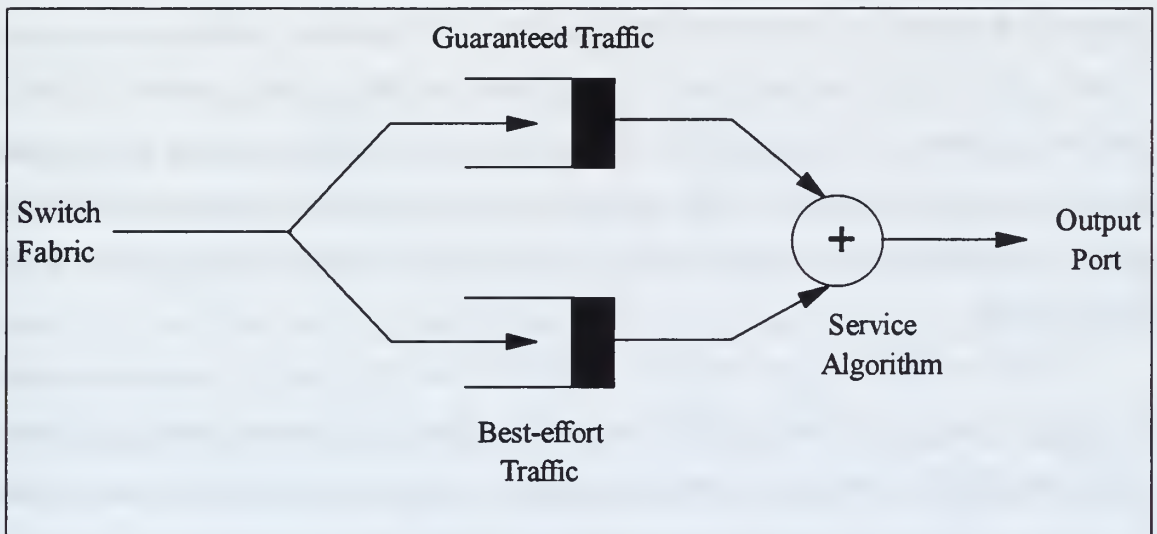 Guaranteed Traffic
Switch
Fabric
+
Output
Port
Service
Algorithm
Best-effort
Traffic